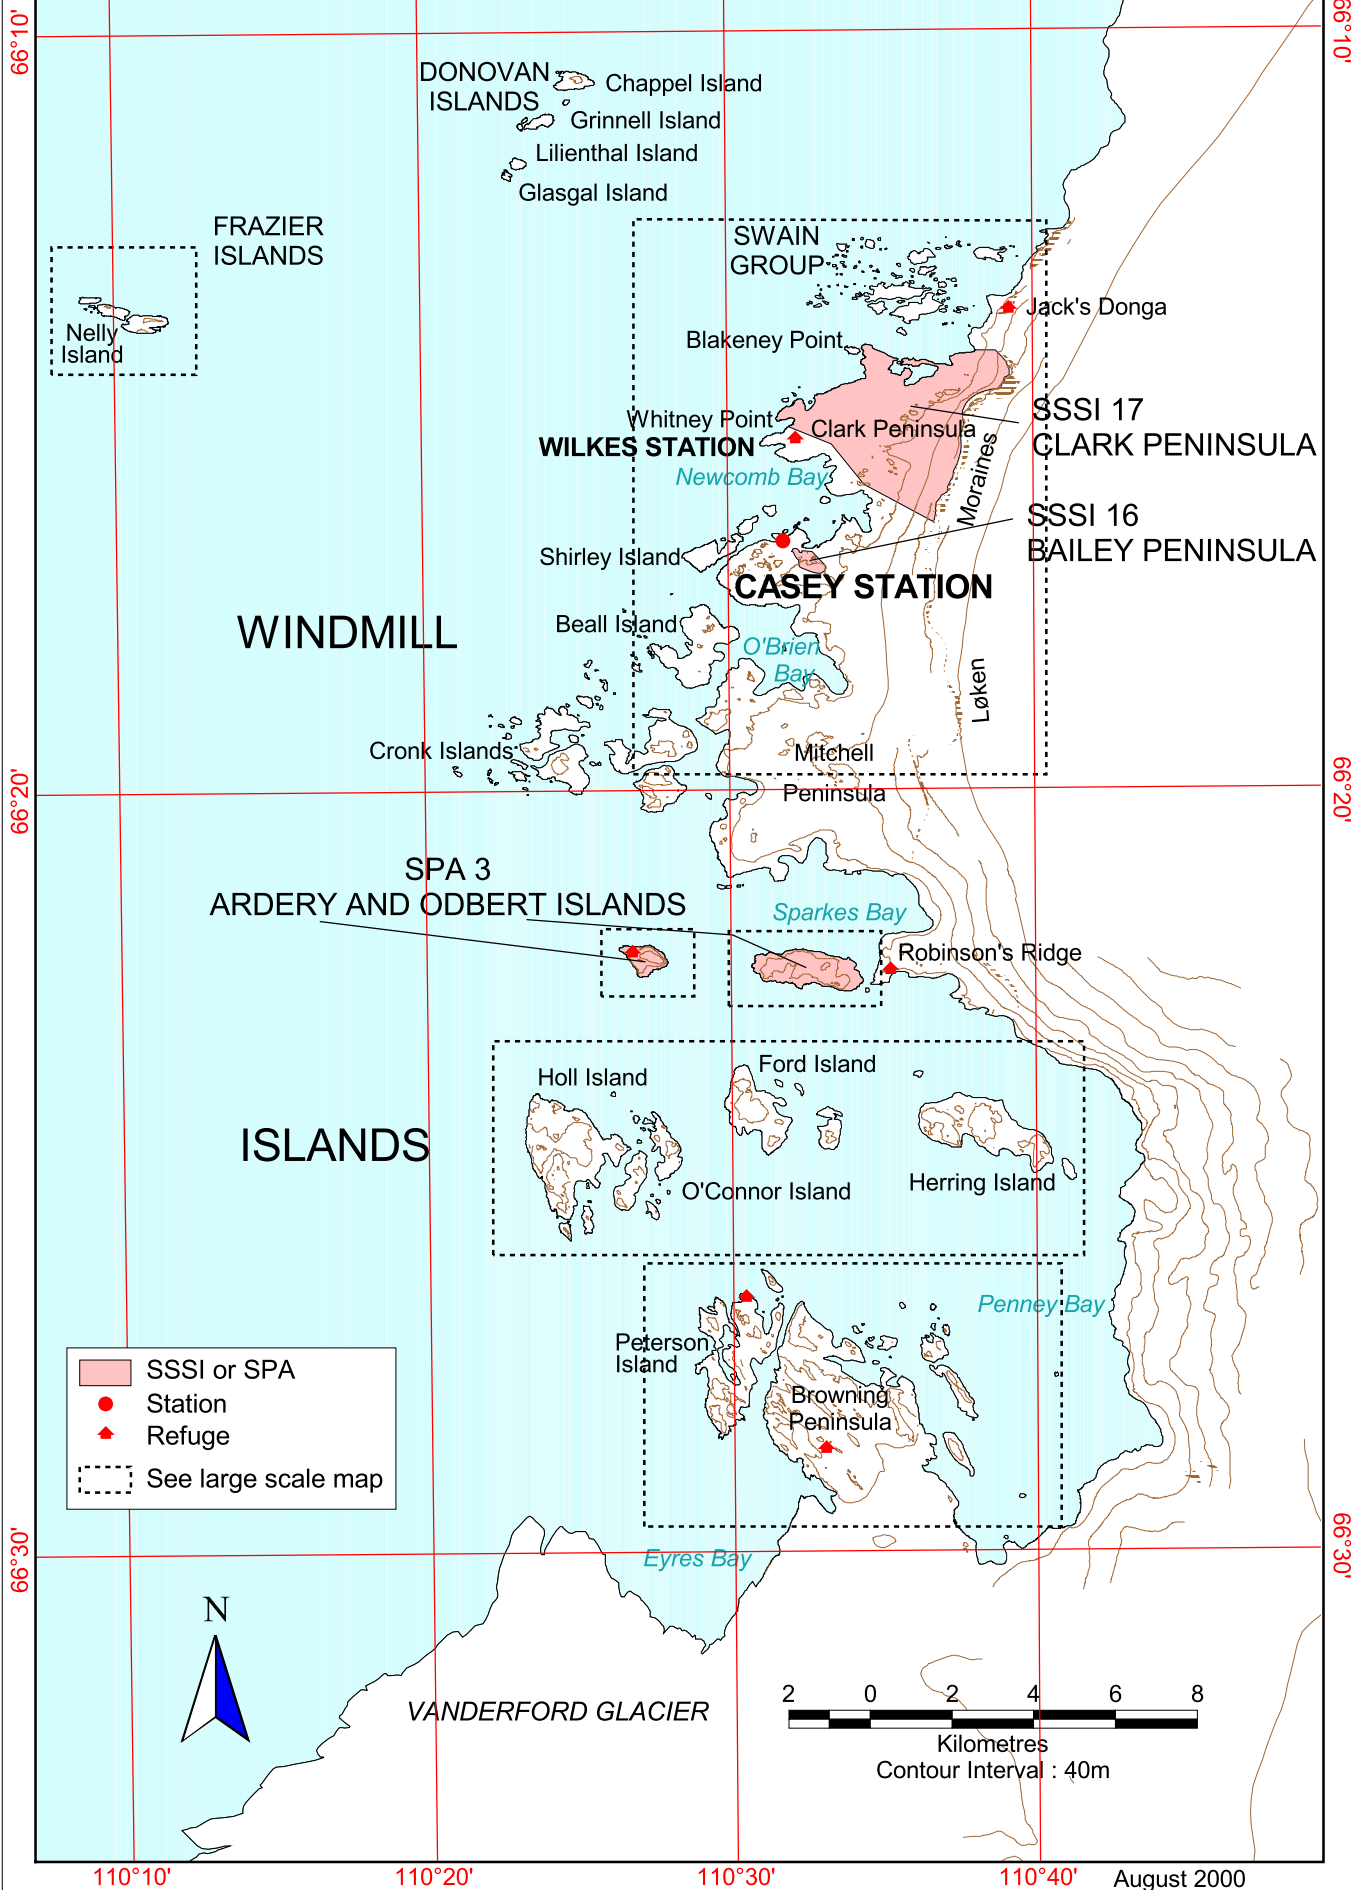 66°10'
66°10'
DONOVAN
ISLANDS
Chappel Island
Grinnell Island
Lilienthal Island
Glasgal Island
FRAZIER
ISLANDS
Nelly
Island
SWAIN
GROUP
Jack's Donga
Blakeney Point
Whitney Point
Clark Peninsula
WILKES STATION
Newcomb Bay
SSSI 17
CLARK PENINSULA
Moraines
SSSI 16
BAILEY PENINSULA
Shirley Island
CASEY STATION
WINDMILL
Beall Island
O'Brien
Bay
Løken
Cronk Islands
Mitchell
Peninsula
66°20'
66°20'
SPA 3
ARDERY AND ODBERT ISLANDS
Sparkes Bay
Robinson's Ridge
Holl Island
Ford Island
ISLANDS
O'Connor Island
Herring Island
Penney Bay
Peterson
Island
Browning
Peninsula
SSSI or SPA
Station
Refuge
See large scale map
66°30'
66°30'
Eyres Bay
N
VANDERFORD GLACIER
2 0 2 4 6 8
Kilometres
Contour Interval : 40m
110°10'
110°20'
110°30'
110°40'
August 2000